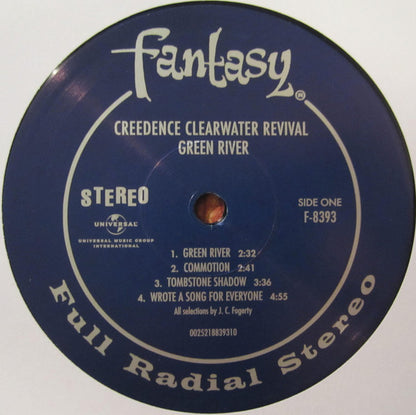 fantasy®
CREEDENCE CLEARWATER REVIVAL
GREEN RIVER
STEREO
SIDE ONE
F-8393
UNIVERSAL
UNIVERSAL MUSIC GROUP
INTERNATIONAL
1. GREEN RIVER 2:32
2. COMMOTION 2:41
3. TOMBSTONE SHADOW 3:36
4. WROTE A SONG FOR EVERYONE 4:55
All selections by J. C. Fogerty
0025218839310
Full Radial Stereo